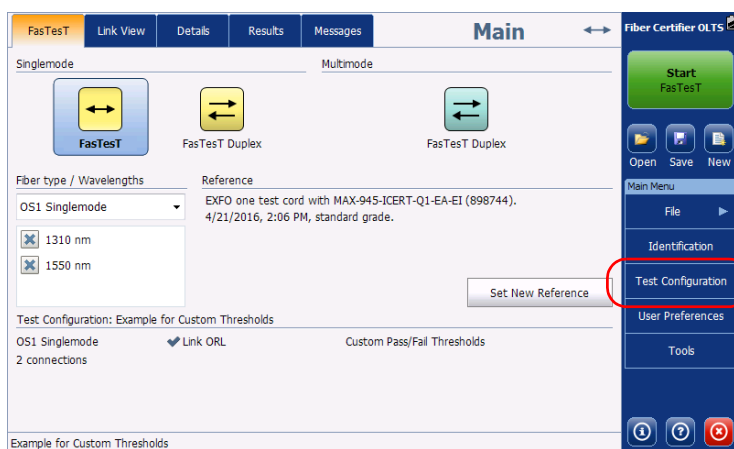 FasTesT
Link View
Details
Results
Messages
Main
Fiber Certifier OLTS
Singlemode
Multimode
FasTesT
FasTesT Duplex
FasTesT Duplex
Fiber type / Wavelengths
OS1 Singlemode
1310 nm
1550 nm
Reference
EXFO one test cord with MAX-945-ICERT-Q1-EA-EI (898744).
4/21/2016, 2:06 PM, standard grade.
Set New Reference
Test Configuration: Example for Custom Thresholds
OS1 Singlemode
Link ORL
Custom Pass/Fail Thresholds
2 connections
Example for Custom Thresholds
Start
FasTesT
Open
Save
New
Main Menu
File
Identification
Test Configuration
User Preferences
Tools